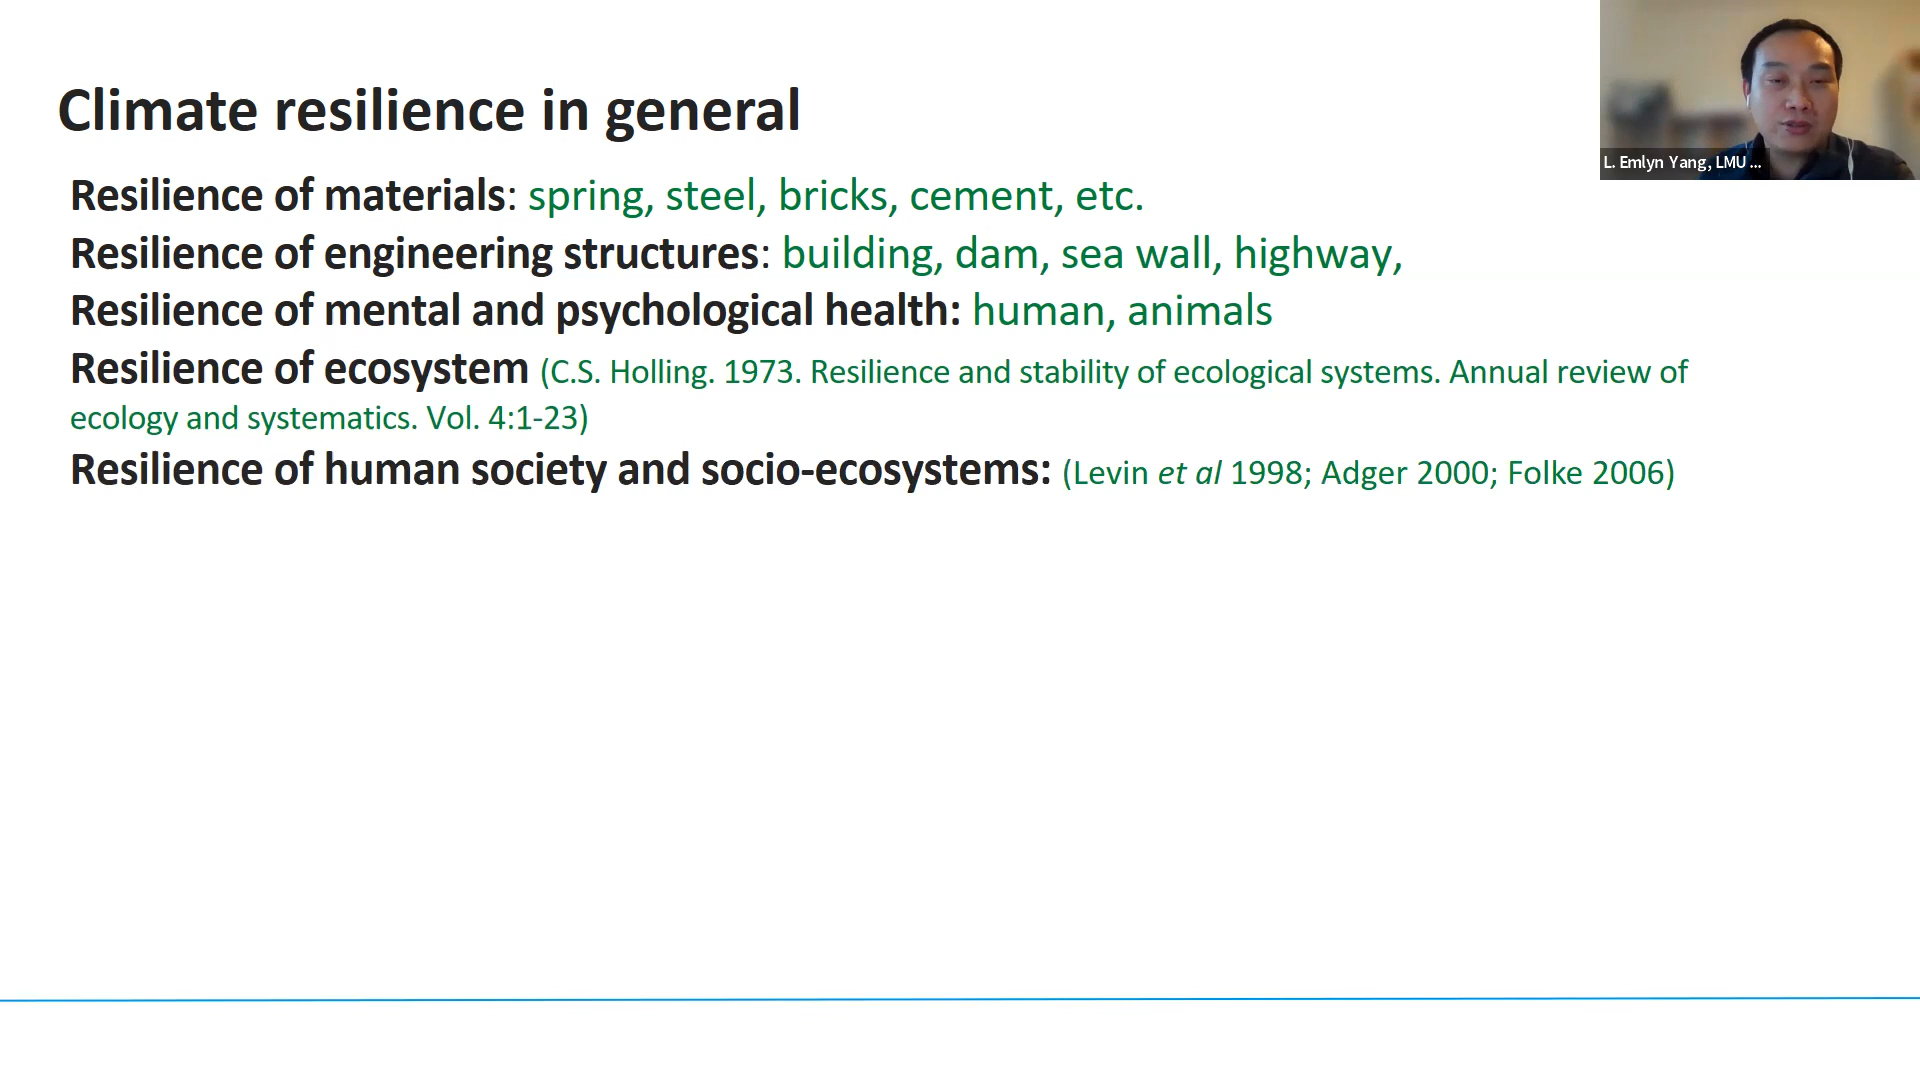 Climate resilience in general
L. Emlyn Yang, LMU ...
Resilience of materials: spring, steel, bricks, cement, etc.
Resilience of engineering structures: building, dam, sea wall, highway,
Resilience of mental and psychological health: human, animals
Resilience of ecosystem (C.S. Holling. 1973. Resilience and stability of ecological systems. Annual review of
ecology and systematics. Vol. 4:1-23)
Resilience of human society and socio-ecosystems: (Levin et al 1998; Adger 2000; Folke 2006)